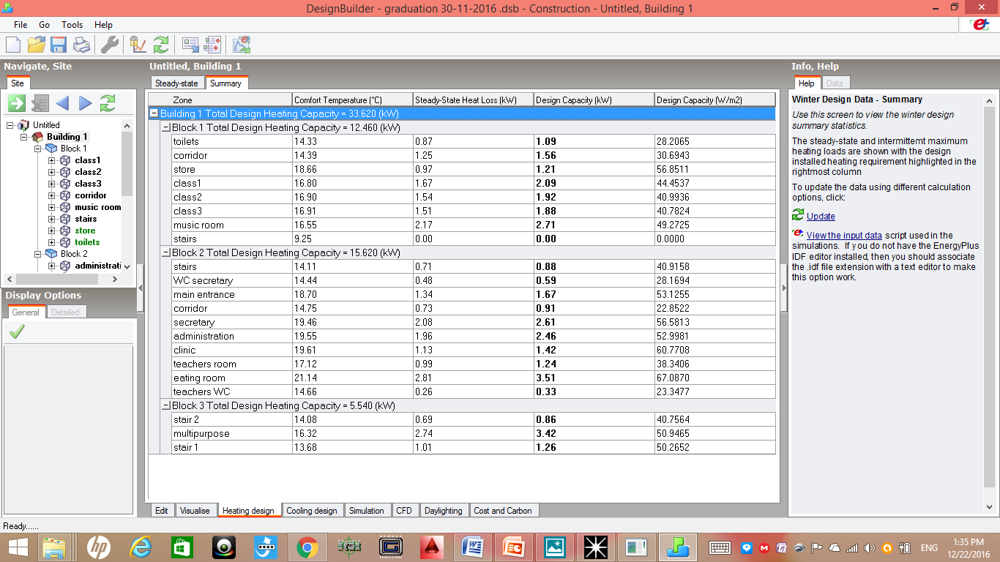 DesignBuilder - graduation 30-11-2016 .dsb - Construction - Untitled, Building 1
File Go Tools Help
Navigate, Site
Site
Untitled
Building 1
Block 1
class1
class2
class3
corridor
music room
stairs
store
toilets
Block 2
administrati
Display Options
General Detailed
Untitled, Building 1
Steady-state Summary
Zone Comfort Temperature (°C) Steady-State Heat Loss (kW) Design Capacity (kW) Design Capacity (W/m2)
Building 1 Total Design Heating Capacity = 33.620 (kW)
Block 1 Total Design Heating Capacity = 12.460 (kW)
toilets 14.33 0.87 1.09 28.2065
corridor 14.39 1.25 1.56 30.6943
store 18.66 0.97 1.21 56.8511
class1 16.80 1.67 2.09 44.4537
class2 16.90 1.54 1.92 40.9936
class3 16.91 1.51 1.88 40.7824
music room 16.55 2.17 2.71 49.2725
stairs 9.25 0.00 0.00 0.0000
Block 2 Total Design Heating Capacity = 15.620 (kW)
stairs 14.11 0.71 0.88 40.9158
WC secretary 14.44 0.48 0.59 28.1694
main entrance 18.70 1.34 1.67 53.1255
corridor 14.75 0.73 0.91 22.8522
secretary 19.46 2.08 2.61 56.5813
administration 19.55 1.96 2.46 52.9981
clinic 19.61 1.13 1.42 60.7708
teachers room 17.12 0.99 1.24 38.3406
eating room 21.14 2.81 3.51 67.0870
teachers WC 14.66 0.26 0.33 23.3477
Block 3 Total Design Heating Capacity = 5.540 (kW)
stair 2 14.08 0.69 0.86 40.7564
multipurpose 16.32 2.74 3.42 50.9465
stair 1 13.68 1.01 1.26 50.2652
Edit Visualise Heating design Cooling design Simulation CFD Daylighting Cost and Carbon
Info, Help
Help Data
Winter Design Data - Summary
Use this screen to view the winter design
summary statistics.
The steady-state and intermittemt maximum
heating loads are shown with the design
installed heating requirement highlighted in the
rightmost column
To update the data using different calculation
options, click:
Update
View the input data script used in the
simulations. If you do not have the EnergyPlus
IDF editor installed, then you should associate
the .idf file extension with a text editor to make
this option work.
Ready......
ENG
1:35 PM
12/22/2016